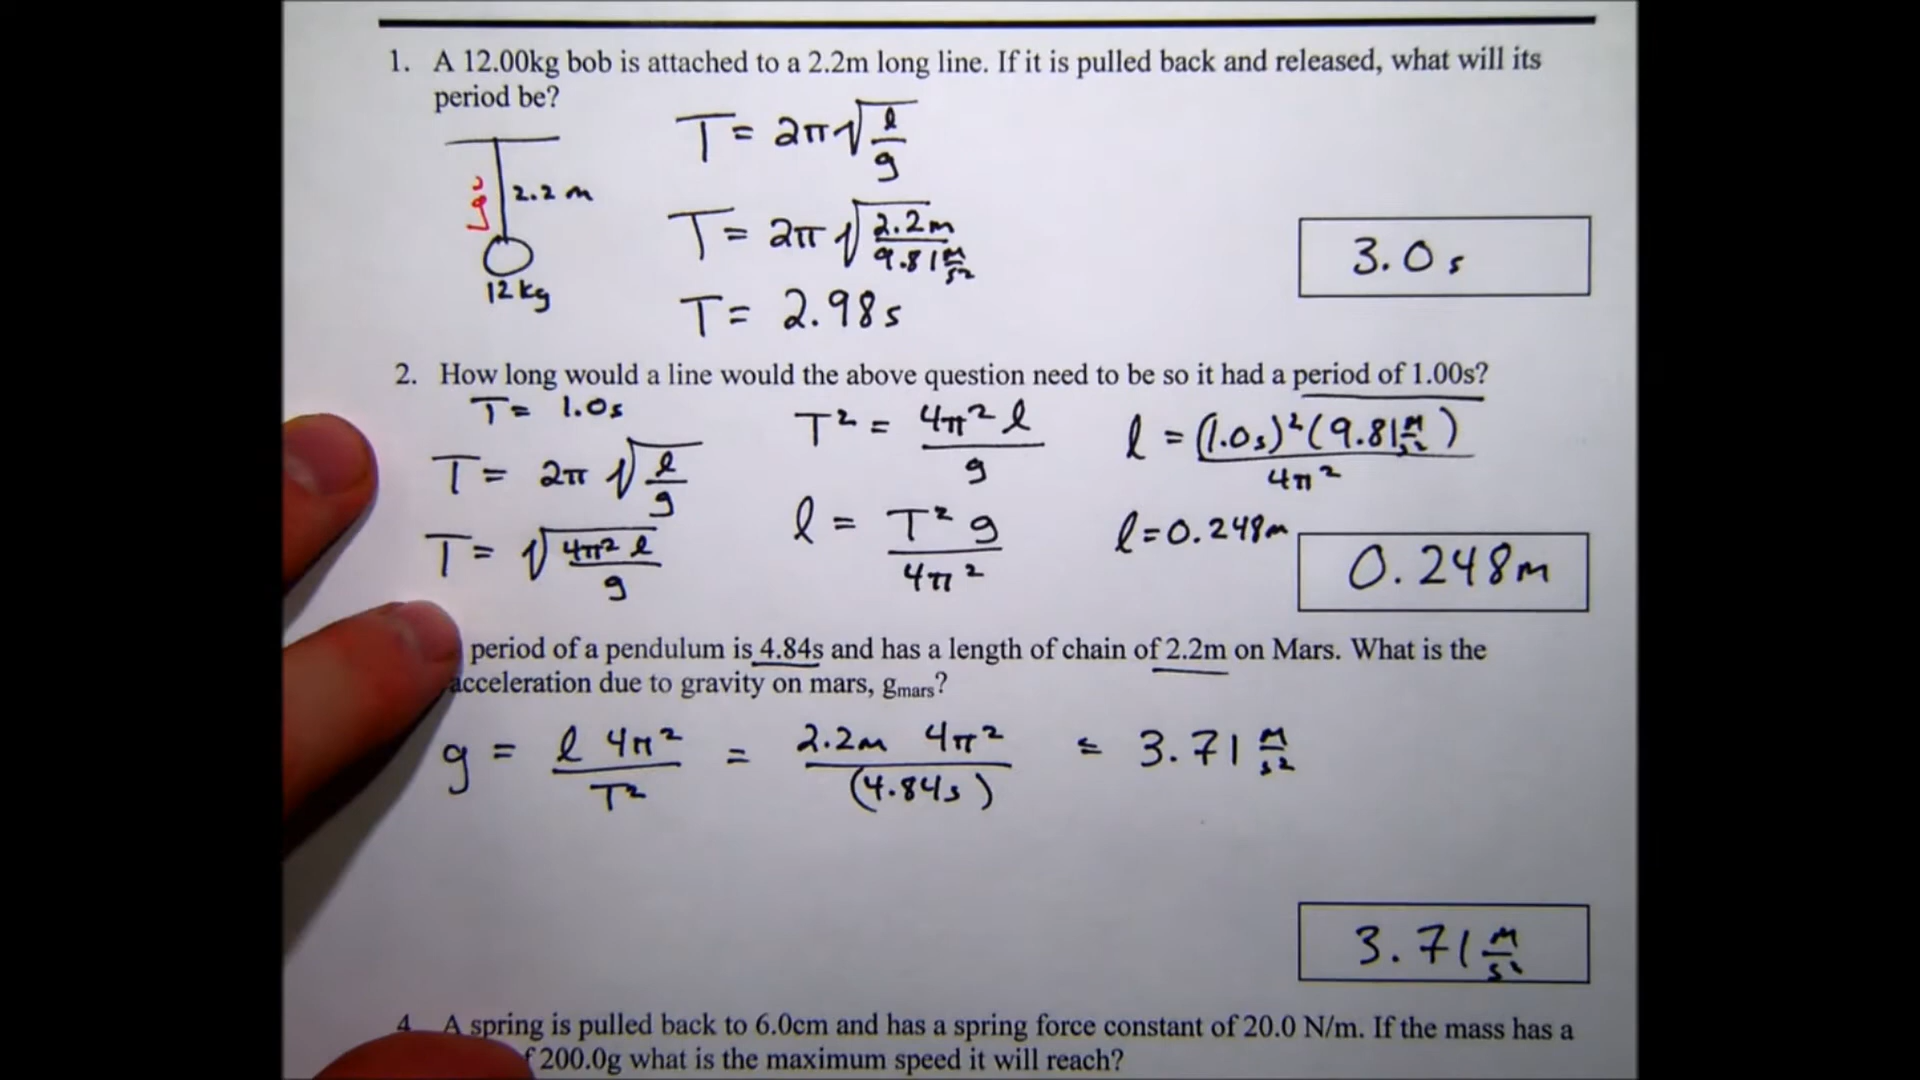 1. A 12.00kg bob is attached to a 2.2m long line. If it is pulled back and released, what will its
period be?
T = 2π√(l/g)
2.2 m
T = 2π√(2.2m/9.81 m/s²)
12 kg
T = 2.98 s
3.0 s
2. How long would a line would the above question need to be so it had a period of 1.00s?
T = 1.0s
T = 2π√(l/g)
T = √(4π² l/g)
T² = 4π² l/g
l = T² g/4π²
l = (1.0s)²(9.81 m/s²)/4π²
l = 0.248m
0.248m
period of a pendulum is 4.84s and has a length of chain of 2.2m on Mars. What is the
acceleration due to gravity on mars, gmars?
g = l 4π²/T² = 2.2m 4π²/(4.84s) = 3.71 m/s²
3.71 m/s²
4. A spring is pulled back to 6.0cm and has a spring force constant of 20.0 N/m. If the mass has a
200.0g what is the maximum speed it will reach?